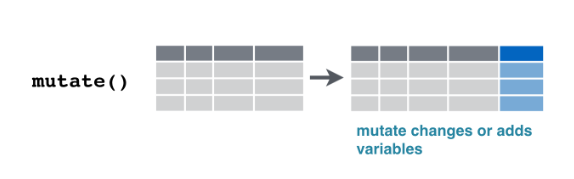 mutate()
mutate changes or adds
variables